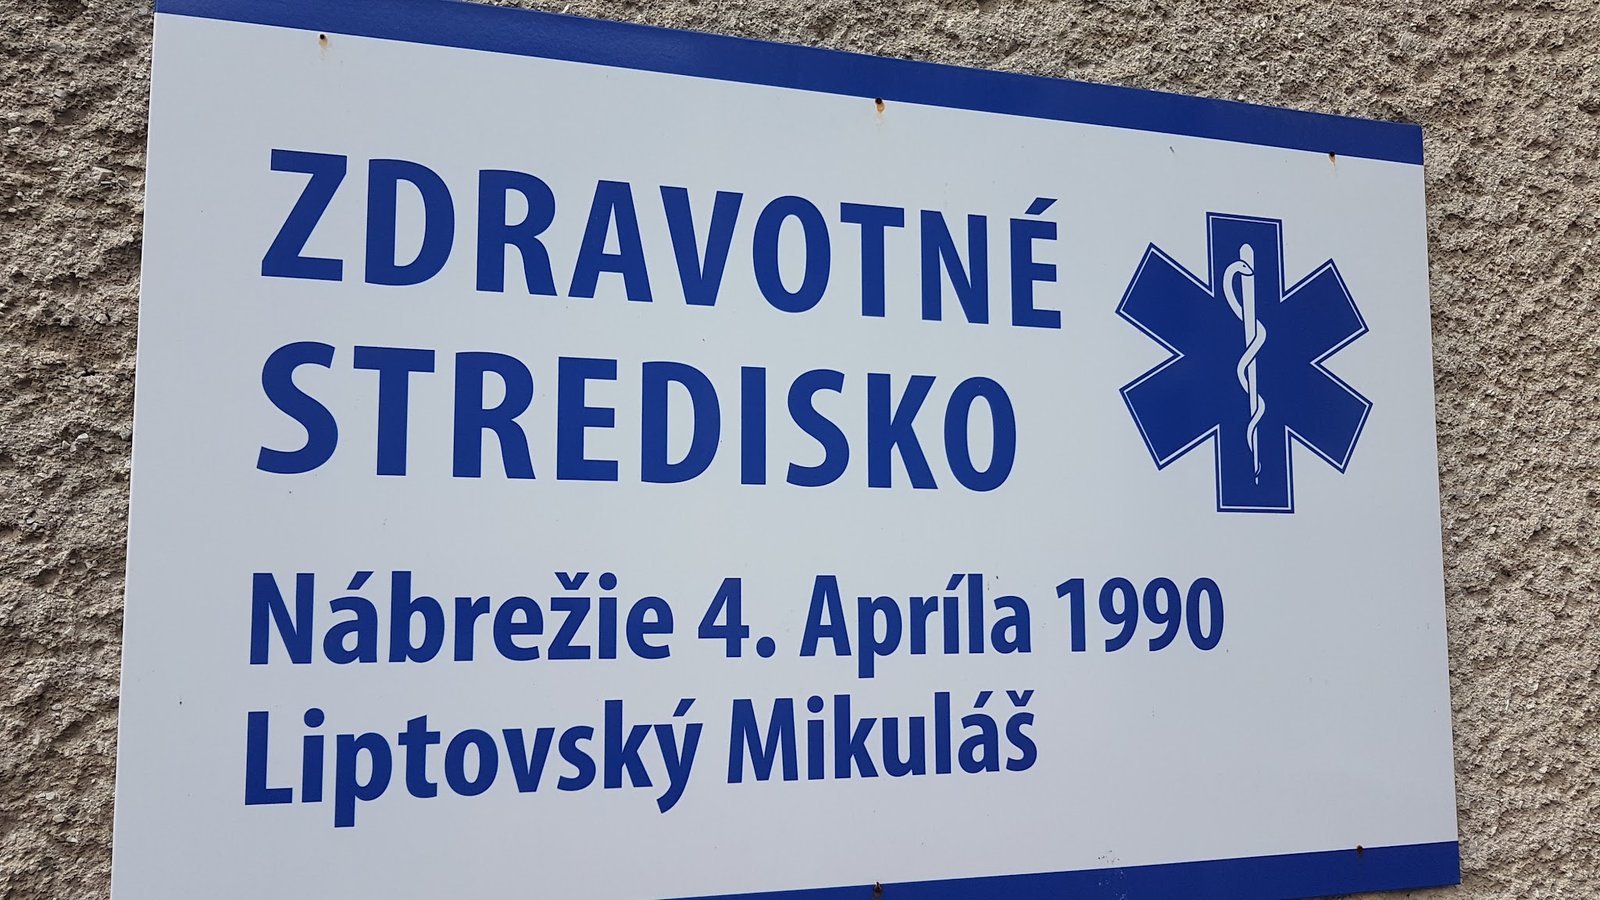 ZDRAVOTNÉ
STREDISKO
Nábrežie 4. Apríla 1990
Liptovský Mikuláš